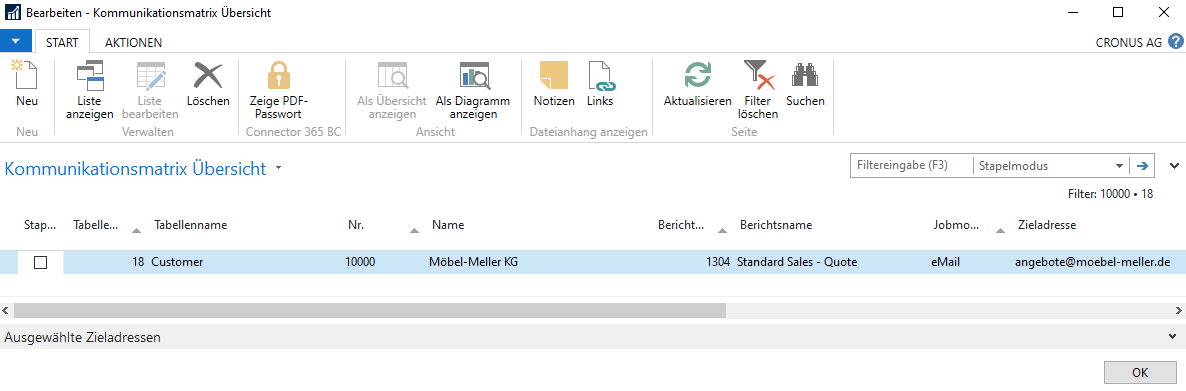 Bearbeiten - Kommunikationsmatrix Übersicht
START AKTIONEN CRONUS AG ?
Neu
Liste anzeigen
Liste bearbeiten
Löschen
Zeige PDF-Passwort
Als Übersicht anzeigen
Als Diagramm anzeigen
Notizen
Links
Aktualisieren
Filter löschen
Suchen
Neu Verwalten Connector 365 BC Ansicht Dateianhang anzeigen Seite
Kommunikationsmatrix Übersicht Filtereingabe (F3) Stapelmodus
Filter: 10000 • 18
Stap... Tabelle... Tabellenname Nr. Name Bericht... Berichtsname Jobmo... Zieladresse
18 Customer 10000 Möbel-Meller KG 1304 Standard Sales - Quote eMail angebote@moebel-meller.de
Ausgewählte Zieladressen
OK